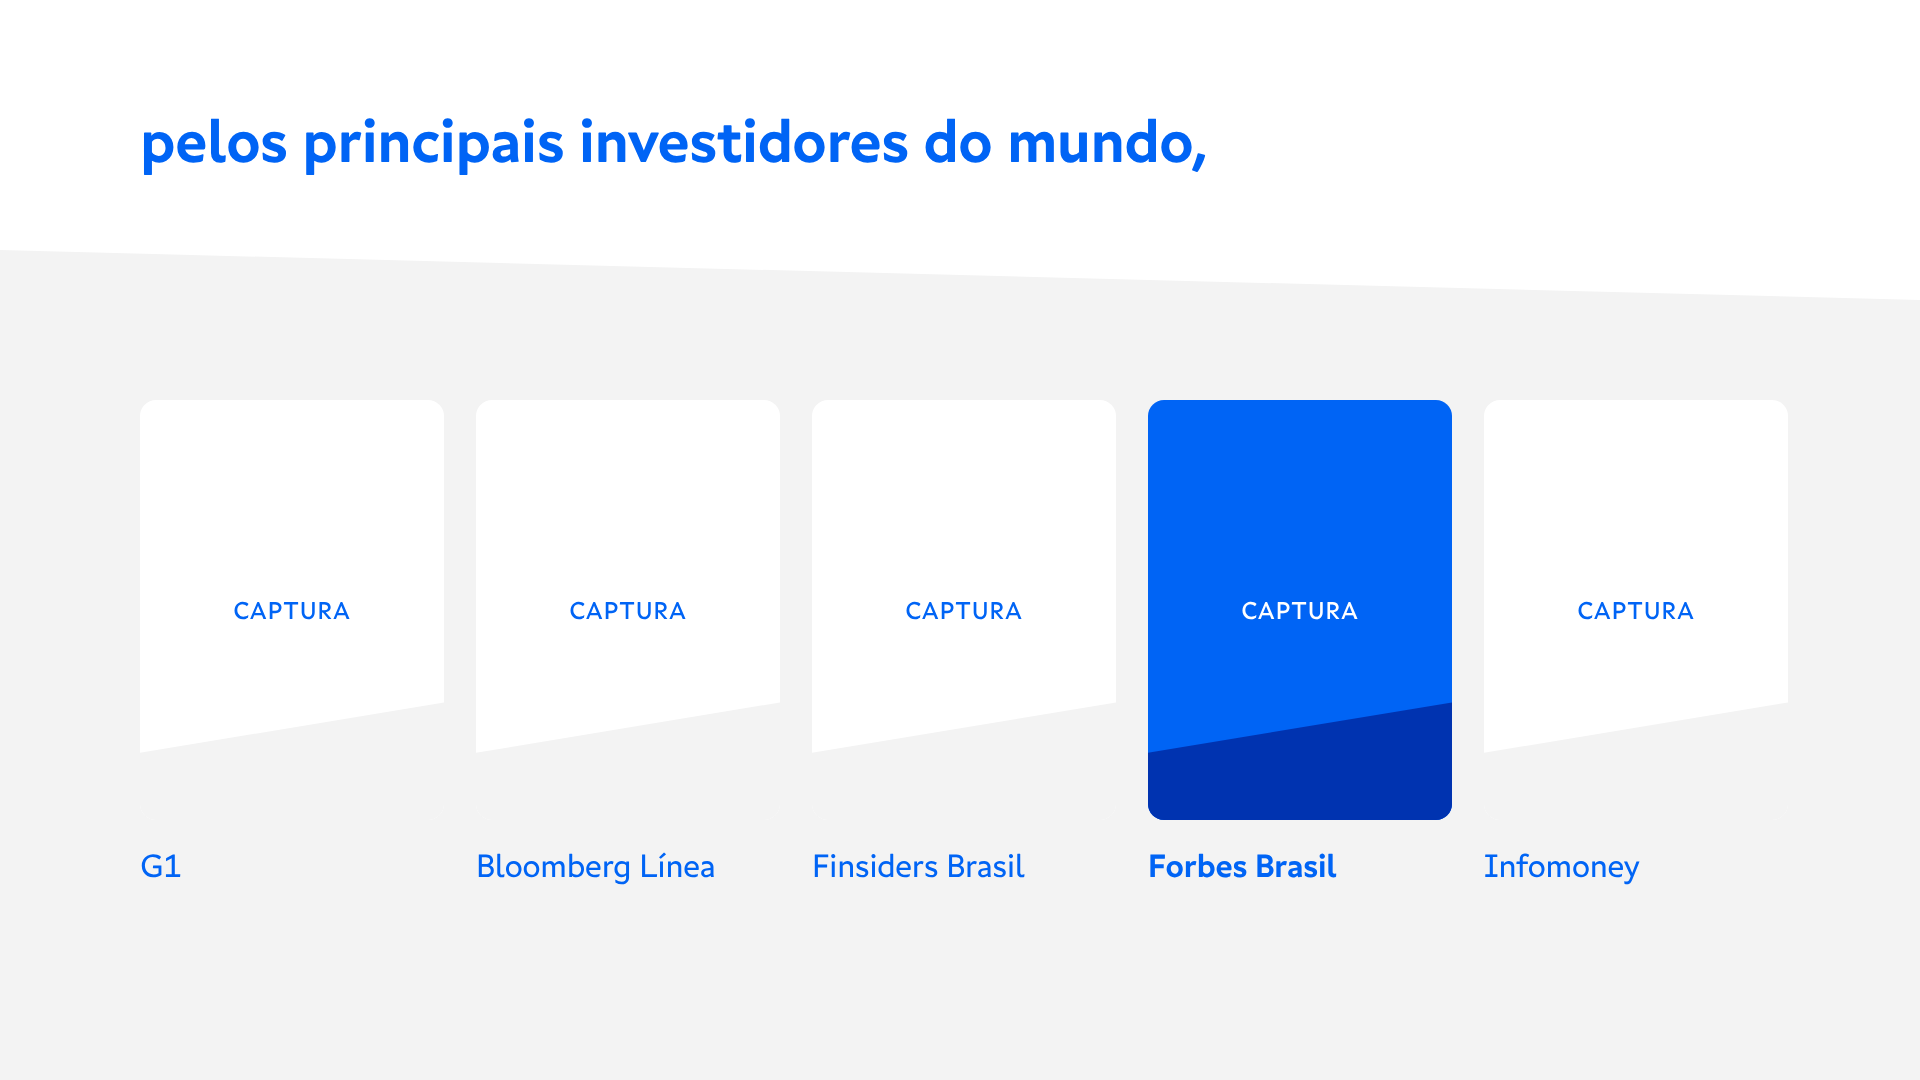 pelos principais investidores do mundo,
CAPTURA
CAPTURA
CAPTURA
CAPTURA
CAPTURA
G1
Bloomberg Línea
Finsiders Brasil
Forbes Brasil
Infomoney